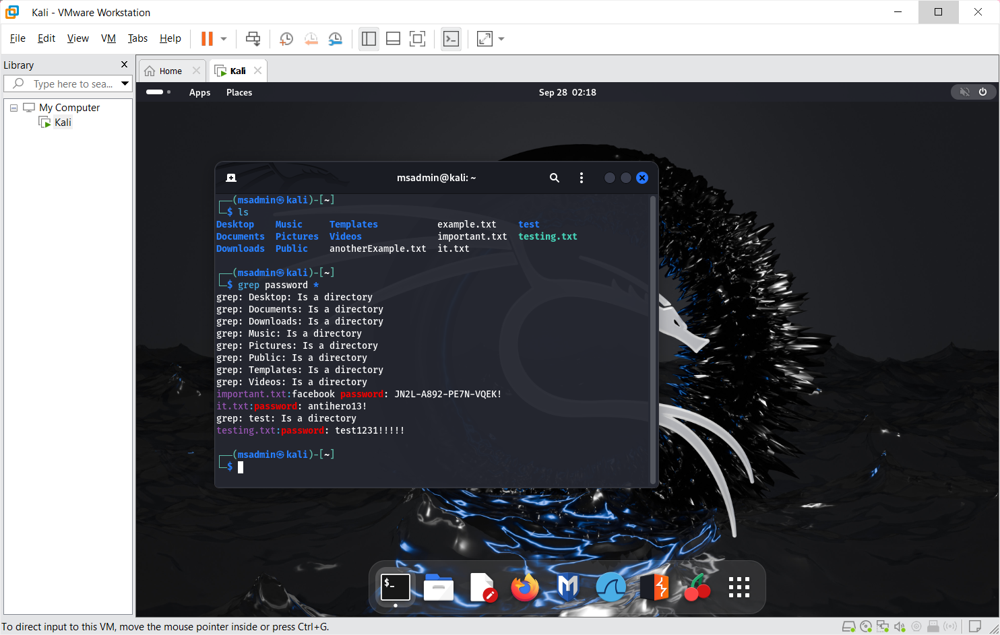 Kali - VMware Workstation
File Edit View VM Tabs Help
Library
Type here to sea...
My Computer
Kali
Home
Kali
Apps Places
Sep 28 02:18
msadmin@kali: ~
┌──(msadmin㉿kali)-[~]
└─$ ls
Desktop Music Templates example.txt test
Documents Pictures Videos important.txt testing.txt
Downloads Public anotherExample.txt it.txt
┌──(msadmin㉿kali)-[~]
└─$ grep password *
grep: Desktop: Is a directory
grep: Documents: Is a directory
grep: Downloads: Is a directory
grep: Music: Is a directory
grep: Pictures: Is a directory
grep: Public: Is a directory
grep: Templates: Is a directory
grep: Videos: Is a directory
important.txt:facebook password: JN2L-A892-PE7N-VQEK!
it.txt:password: antihero13!
grep: test: Is a directory
testing.txt:password: test1231!!!!!
┌──(msadmin㉿kali)-[~]
└─$
$_
To direct input to this VM, move the mouse pointer inside or press Ctrl+G.